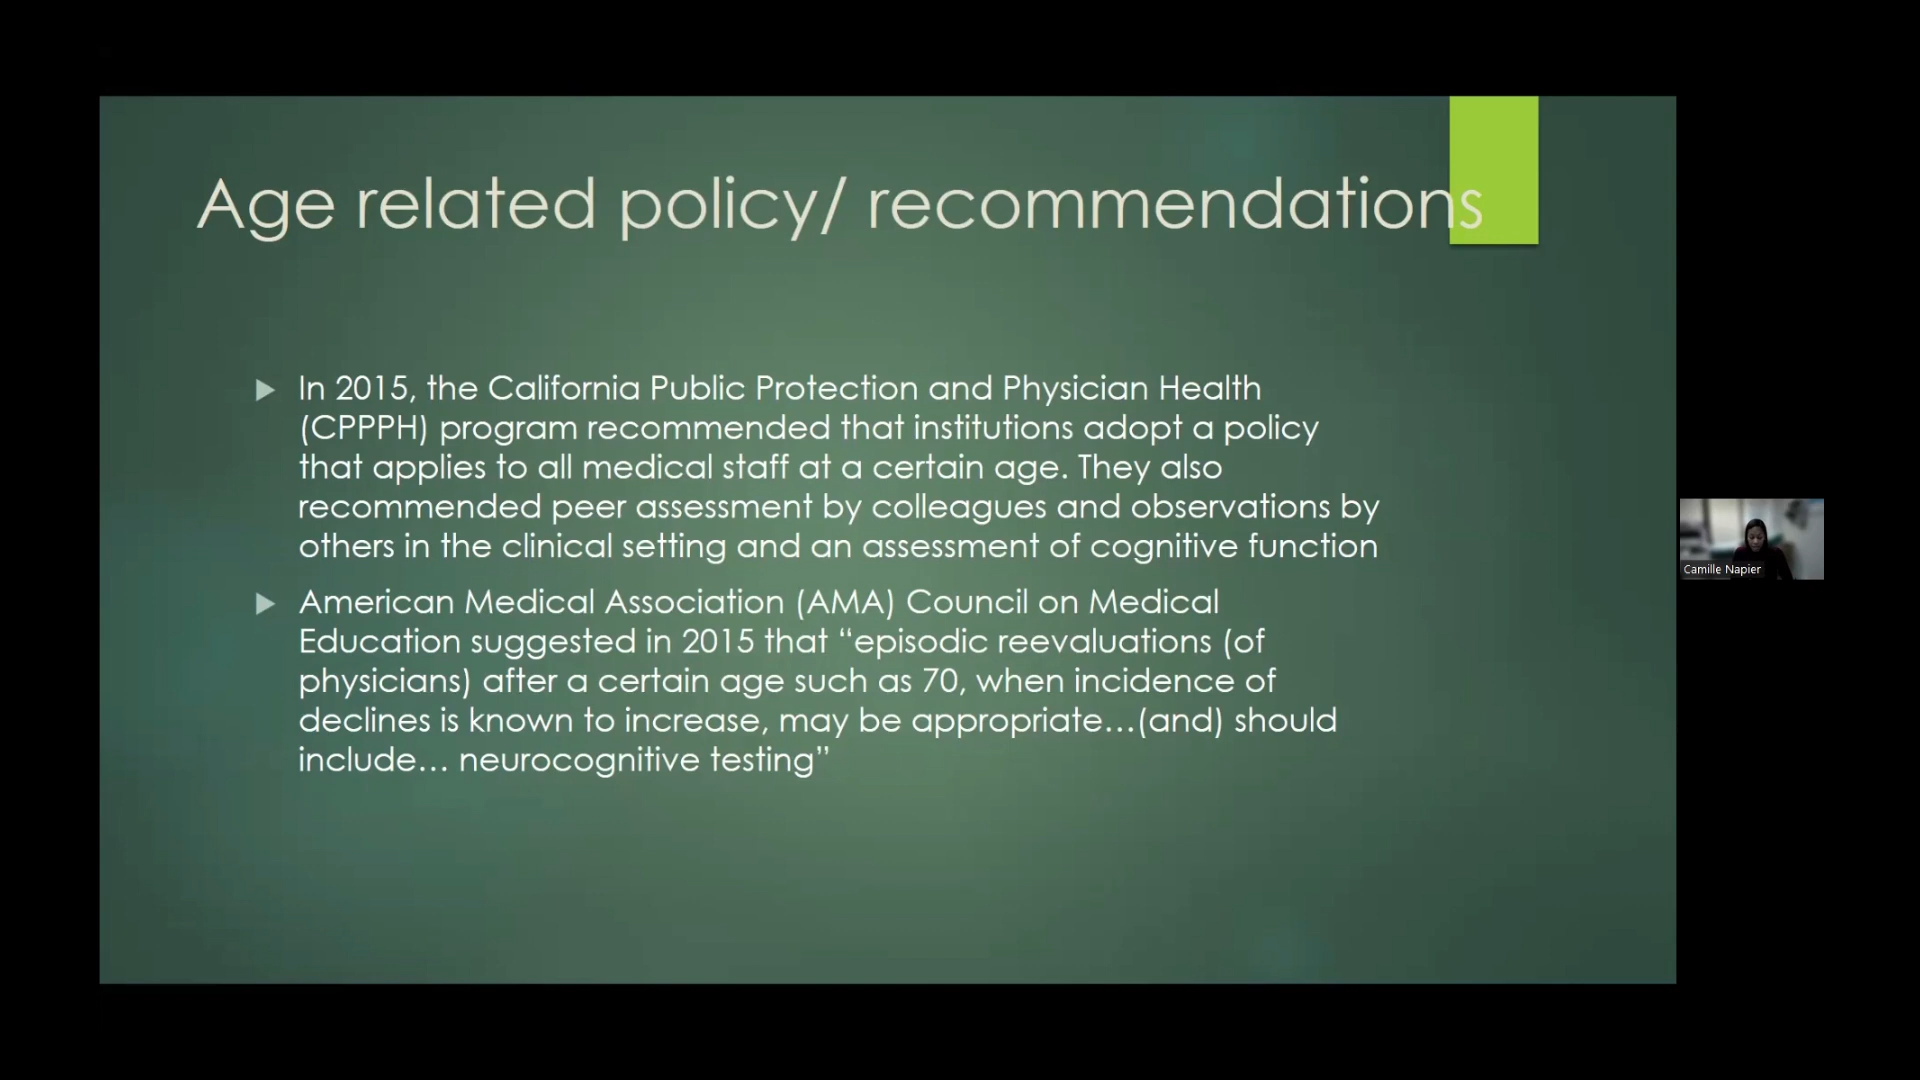 Age related policy/ recommendations
In 2015, the California Public Protection and Physician Health
(CPPPH) program recommended that institutions adopt a policy
that applies to all medical staff at a certain age. They also
recommended peer assessment by colleagues and observations by
others in the clinical setting and an assessment of cognitive function
American Medical Association (AMA) Council on Medical
Education suggested in 2015 that “episodic reevaluations (of
physicians) after a certain age such as 70, when incidence of
declines is known to increase, may be appropriate…(and) should
include… neurocognitive testing”
Camille Napier